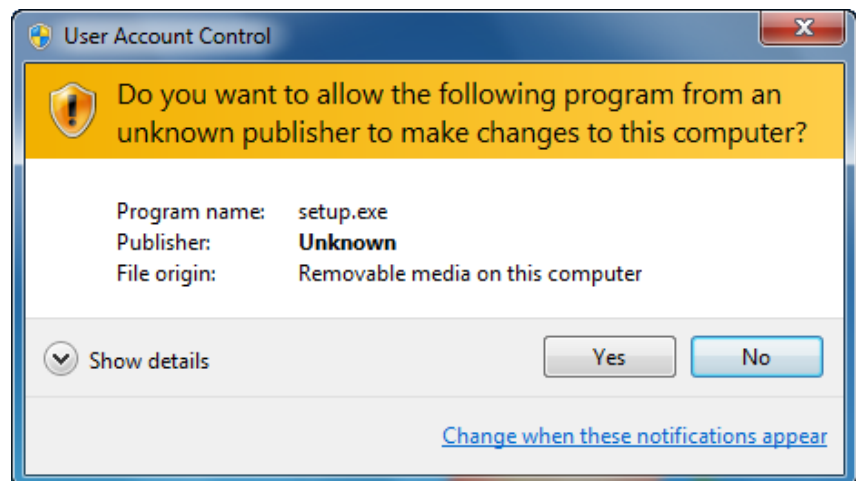 User Account Control
Do you want to allow the following program from an
unknown publisher to make changes to this computer?
Program name: setup.exe
Publisher: Unknown
File origin: Removable media on this computer
Show details
Yes
No
Change when these notifications appear